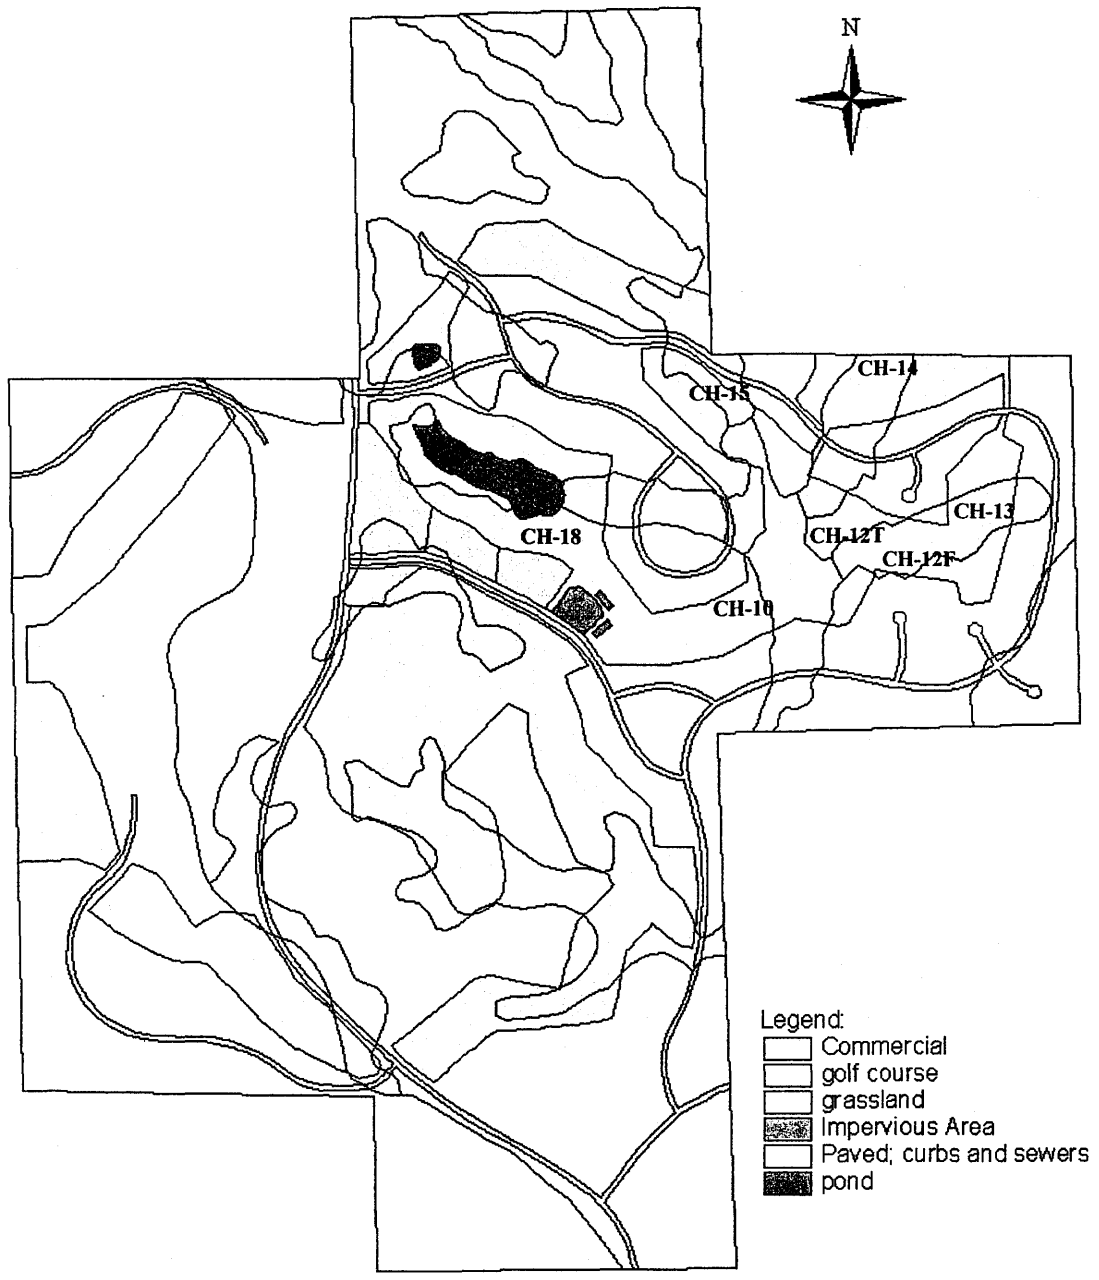 N
CH-14
CH-15
CH-13
CH-12T
CH-18
CH-12F
CH-10
Legend:
Commercial
golf course
grassland
Impervious Area
Paved; curbs and sewers
pond